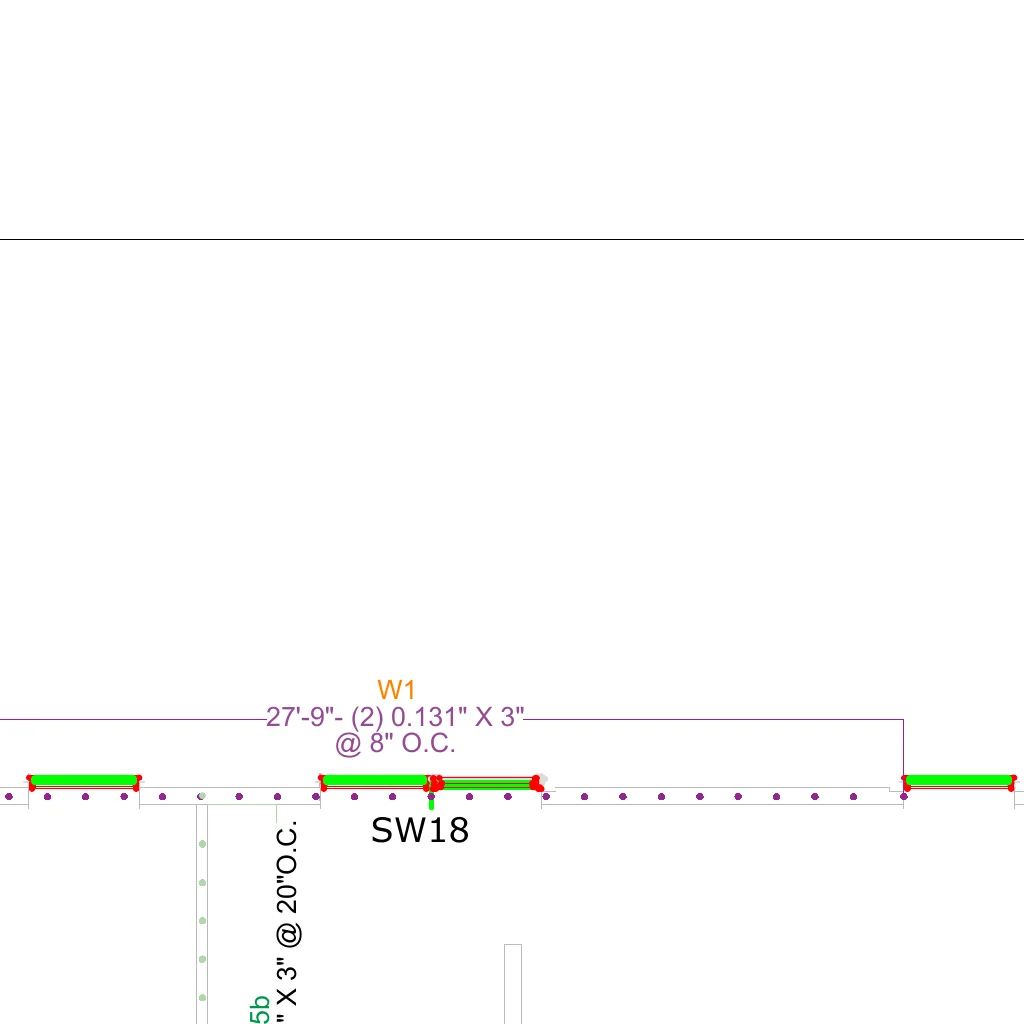 W1
27'-9"- (2) 0.131" X 3"
@ 8" O.C.
SW18
" X 3" @ 20"O.C.
5b